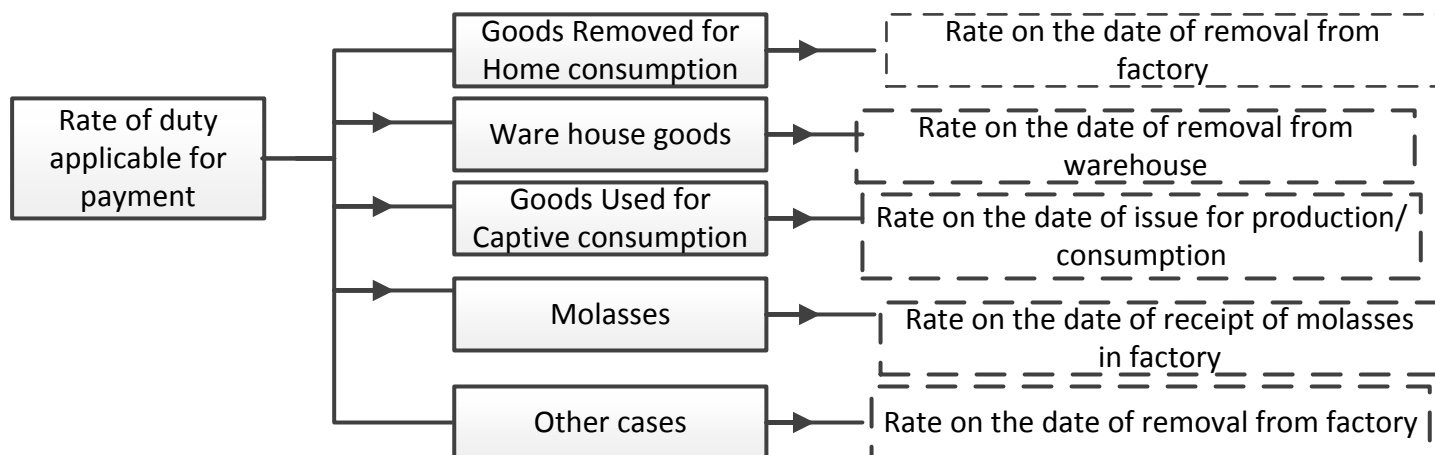 Rate of duty
applicable for
payment
Goods Removed for
Home consumption
Rate on the date of removal from
factory
Ware house goods
Rate on the date of removal from
warehouse
Goods Used for
Captive consumption
Rate on the date of issue for production/
consumption
Molasses
Rate on the date of receipt of molasses
in factory
Other cases
Rate on the date of removal from factory